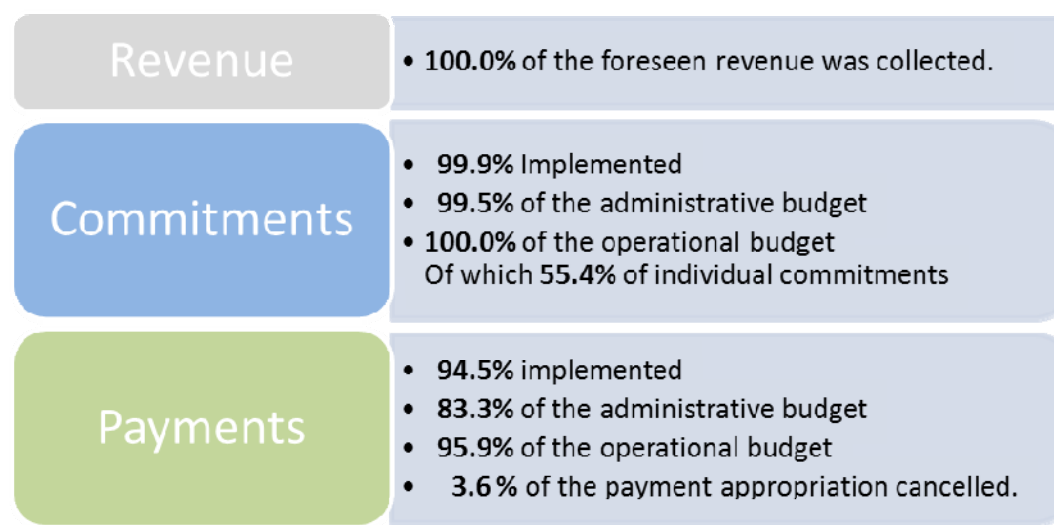 Revenue
• 100.0% of the foreseen revenue was collected.
Commitments
• 99.9% Implemented
• 99.5% of the administrative budget
• 100.0% of the operational budget
Of which 55.4% of individual commitments
Payments
• 94.5% implemented
• 83.3% of the administrative budget
• 95.9% of the operational budget
• 3.6% of the payment appropriation cancelled.